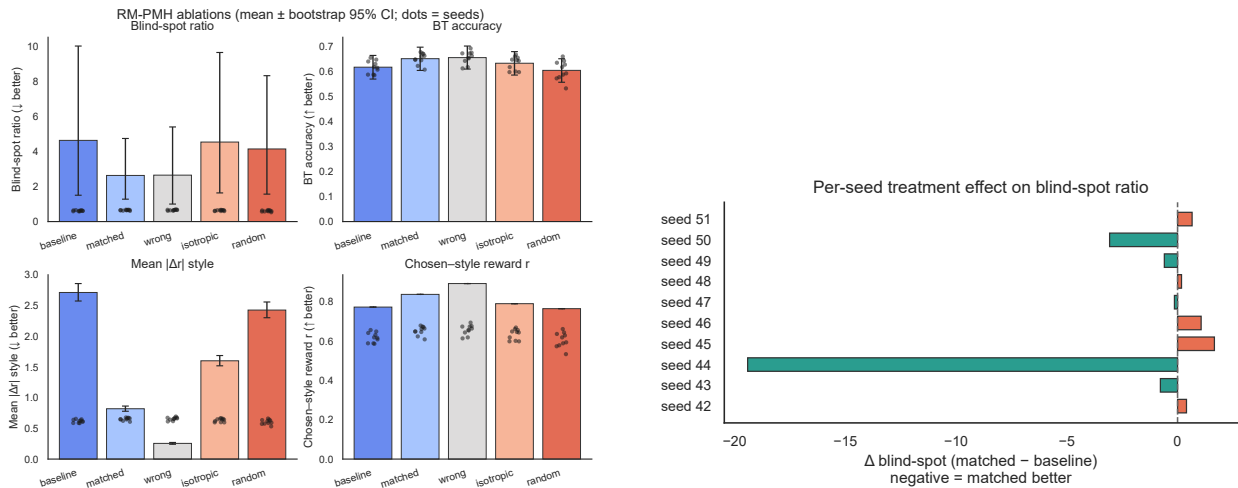 RM-PMH ablations (mean ± bootstrap 95% CI; dots = seeds)
Blind-spot ratio
BT accuracy
Blind-spot ratio (↓ better)
10
8
6
4
2
0
baseline
matched
wrong
isotropic
random
BT accuracy (↑ better)
0.7
0.6
0.5
0.4
0.3
0.2
0.1
0.0
baseline
matched
wrong
isotropic
random
Mean |Δr| style
Mean |Δr| style (↓ better)
3.0
2.5
2.0
1.5
1.0
0.5
0.0
baseline
matched
wrong
isotropic
random
Chosen–style reward r
Chosen–style reward r (↑ better)
0.8
0.6
0.4
0.2
0.0
baseline
matched
wrong
isotropic
random
Per-seed treatment effect on blind-spot ratio
seed 51
seed 50
seed 49
seed 48
seed 47
seed 46
seed 45
seed 44
seed 43
seed 42
−20
−15
−10
−5
0
Δ blind-spot (matched − baseline)
negative = matched better